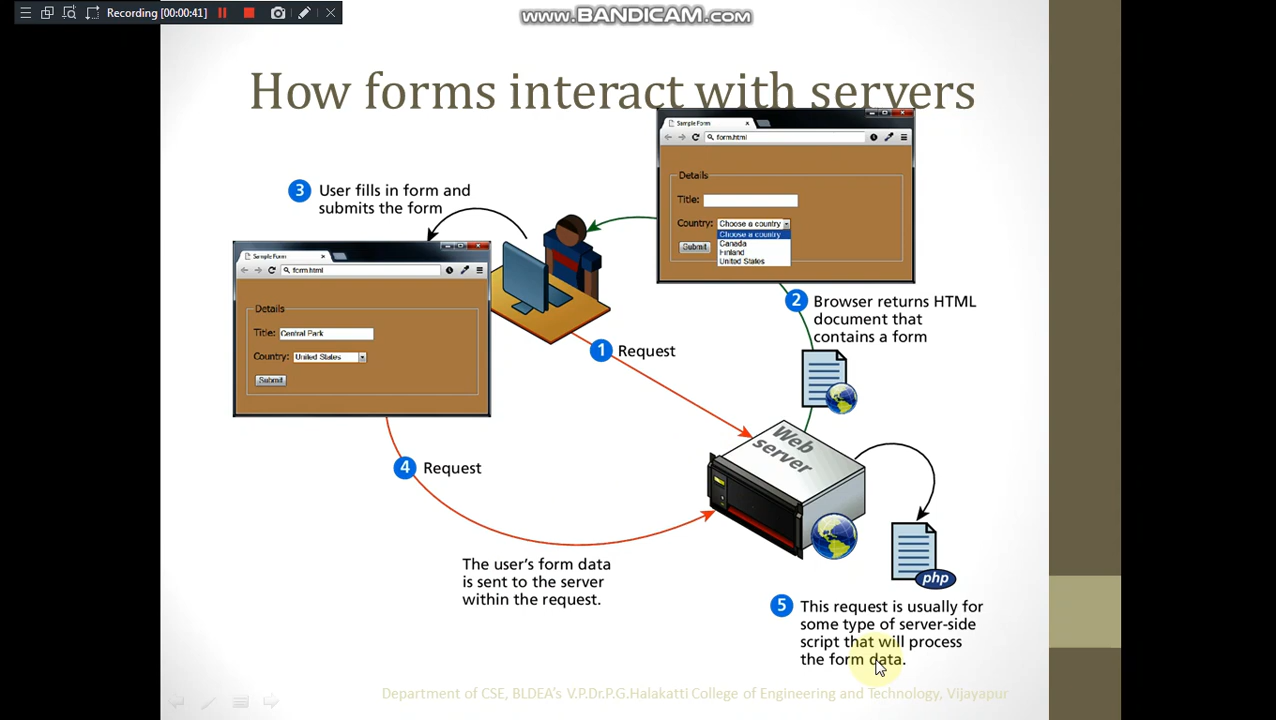 Recording [00:00:41]
www.BANDICAM.com
How forms interact with servers
Sample Form
form.html
Details
Title:
Country: Choose a country
Choose a country
Canada
Finland
United States
Submit
3 User fills in form and
submits the form
Sample Form
form.html
Details
Title: Central Park
Country: United States
Submit
2 Browser returns HTML
document that
contains a form
1 Request
Web
server
4 Request
The user's form data
is sent to the server
within the request.
php
5 This request is usually for
some type of server-side
script that will process
the form data.
Department of CSE, BLDEA's V.P.Dr.P.G.Halakatti College of Engineering and Technology, Vijayapur